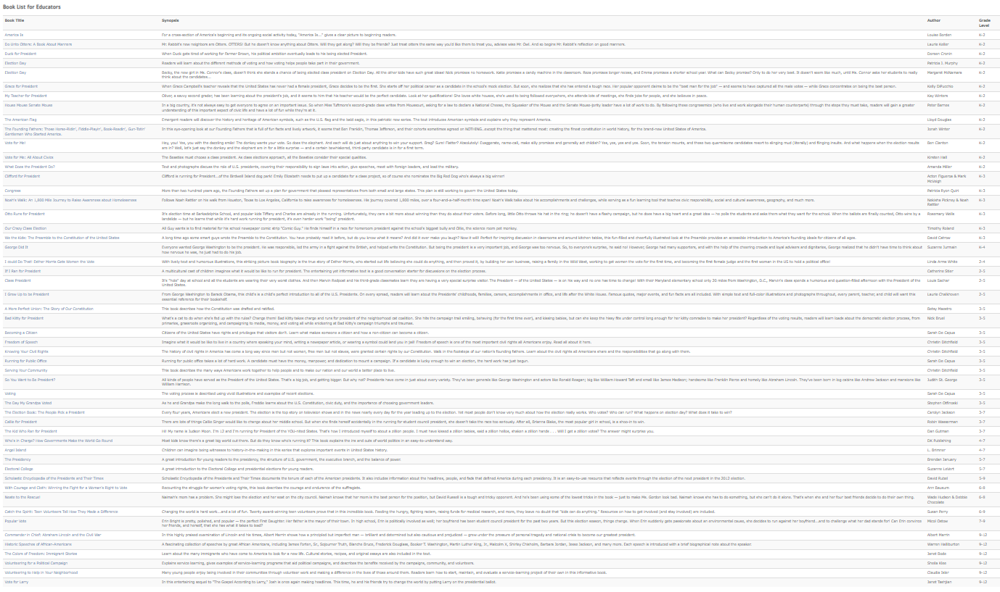 Book List for Educators
Book Title Synopsis Author Grade
Level
America Is For a cross-section of America's beginning and its ongoing social activity today, "America Is..." gives a clear picture to beginning readers. Louise Borden K-2
Do Unto Otters: A Book About Manners Mr. Rabbit's new neighbors are Otters. OTTERS! But he doesn't know anything about Otters. Will they get along? Will they be friends? Just treat otters the same way you'd like them to treat you, advises wise Mr. Owl. And so begins Mr. Rabbit's reflection on good manners. Laurie Keller K-2
Duck for President When Duck gets tired of working for Farmer Brown, his political ambition eventually leads to his being elected President. Doreen Cronin K-2
Election Day Readers will learn about the different methods of voting and how voting helps people take part in their government. Patricia J. Murphy K-2
Election Day Becky, the new girl in Ms. Connor's class, doesn't think she stands a chance of being elected class president on Election Day. All the other kids have such great ideas! Nick promises no homework. Katie promises a candy machine in the classroom. Reza promises longer recess, and Emma promises a shorter school year. What can Becky promise? Only to do her very best. It doesn't seem like much, until Ms. Connor asks her students to really Margaret McNamara K-2
think about the candidates...
Grace for President When Grace Campbell's teacher reveals that the United States has never had a female president, Grace decides to be the first. She starts off her political career as a candidate in the school's mock election. But soon, she realizes that she has entered a tough race. Her popular opponent claims to be the "best man for the job" — and seems to have captured all the male votes — while Grace concentrates on being the best person. Kelly DiPucchio K-2
My Teacher for President Oliver, a savvy second grader, has been learning about the president's job, and it seems to him that his teacher would be the perfect candidate. Look at her qualifications! She loves white houses, she's used to being followed everywhere, she attends lots of meetings, she finds jobs for people, and she believes in peace. Kay Winters K-2
House Mouse Senate Mouse In a big country, it's not always easy to get everyone to agree on an important issue. So when Miss Tuftmore's second-grade class writes from Mousepourt, asking for a law to declare a National Cheese, the Squeaker of the Mouse and the Senate Mouse-jority leader have a lot of work to do. By following these congressmice (who live and work alongside their human counterparts) through the steps they must take, readers will gain a greater Peter Barnes K-2
understanding of this important aspect of civic life and have a lot of fun while they're at it.
The American Flag Emergent readers will discover the history and heritage of American symbols, such as the U.S. flag and the bald eagle, in this patriotic new series. The text introduces American symbols and explains why they represent America. Lloyd Douglas K-2
The Founding Fathers: Those Horse-Ridin', Fiddle-Playin', Book-Readin', Gun-Totin' In this eye-opening look at our Founding Fathers that is full of fun facts and lively artwork, it seems that Ben Franklin, Thomas Jefferson, and their cohorts sometimes agreed on NOTHING...except the thing that mattered most: creating the finest constitution in world history, for the brand-new United States of America. Jonah Winter K-2
Gentlemen Who Started America.
Vote for Me! Hey, you! Yes, you with the dazzling smile! The donkey wants your vote. So does the elephant. And each will do just about anything to win your support. Brag? Sure! Flatter? Absolutely! Exaggerate, name-call, make silly promises and generally act childish? Yes, yes, yes and yes. Soon, the tension mounts, and these two quarrelsome candidates resort to slinging mud (literally) and flinging insults. And what happens when the election results Ben Clanton K-2
are in? Well, let's just say the donkey and the elephant are in for a little surprise — and a certain bewhiskered, third-party candidate is in for a first term.
Vote for Me: All About Civics The Beasties must choose a class president. As class elections approach, all the Beasties consider their special qualities. Kirsten Hall K-2
What Does the President Do? Text and photographs discuss the role of U.S. presidents, covering their responsibility to sign laws into action, give speeches, meet with foreign leaders, and lead the military. Amanda Miller K-2
Clifford for President Clifford is running for President...of the Birdwell Island dog park! Emily Elizabeth needs to put up a candidate for a class project, so of course she nominates the Big Red Dog who's always a big winner! Acton Figueroa & Mark K-3
McVeigh
Congress More than two hundred years ago, the Founding Fathers set up a plan for government that pleased representatives from both small and large states. This plan is still working to govern the United States today. Patricia Ryon Quiri K-3
Noah's Walk: An 1,800 Mile Journey to Raise Awareness about Homelessness Follows Noah Rattler on his walk from Houston, Texas to Los Angeles, California to raise awareness for homelessness. His journey covered 1,800 miles, over a four-and-a-half-month time span! Noah's Walk talks about his accomplishments and challenges, while serving as a fun learning tool that teaches civic responsibility, social and cultural awareness, geography, and much more. Pickney & Noah K-3
Rattler
Otto Runs for President It's election time at Barkadelphia School, and popular kids Tiffany and Charles are already in the running. Unfortunately, they care a bit more about winning than they do about their voters. Before long, little Otto throws his hat in the ring; he doesn't have a flashy campaign, but he does have a big heart and a great idea — he polls the students and asks them what they want for the school. When the ballots are finally counted, Otto wins by a Rosemary Wells K-3
landslide — but he learns that while it's hard work running for president, it's even harder work "being" president.
Our Crazy Class Election All Guy wants is to find material for his school newspaper comic strip "Comic Guy." He finds himself in a race for homeroom president against the school's biggest bully and Ollie, the science room pet monkey. Timothy Roland K-3
We the Kids: The Preamble to the Constitution of the United States A long time ago some smart guys wrote the Preamble to the Constitution. You have probably read it before, but do you know what it means? And did it ever make you laugh? Now it will! Perfect for inspiring discussion in classrooms and around kitchen tables, this fun-filled and cheerfully illustrated look at the Preamble provides an accessible introduction to America's founding ideals for citizens of all ages. David Catrow K-3
George Did It Everyone wanted George Washington to be the president. He was responsible, led the army in a fight against the British, and helped write the Constitution. But being the president is a very important job, and George was too nervous. So, to everyone's surprise, he said no! However, George had many supporters, and with the help of the cheering crowds and loyal advisers and dignitaries, George realized that he didn't have time to think about Suzanne Jurmain K-4
how nervous he was, he just had to do his job.
I could Do That!: Esther Morris Gets Women the Vote With lively text and humorous illustrations, this striking picture book biography is the true story of Esther Morris, who started out life believing she could do anything, and then proved it, by building her own business, raising a family in the Wild West, working to get women the vote for the first time, and becoming the first female judge and the first women in the US to hold a political office! Linda Arms White 2-4
If I Ran for President A multicultural cast of children imagines what it would be like to run for president. The entertaining yet informative text is a good conversation starter for discussions on the election process. Catherine Stier 2-5
Class President It's "hole" day at school and all the students are wearing their very worst clothes. And then Marvin Redpost and his third-grade classmates learn they are having a very special surprise visitor. The President — of the United States — is on his way and no one has time to change! With their Maryland elementary school only 20 miles from Washington, D.C., Marvin's class spends a humorous and question-filled afternoon with the President of the Louis Sachar 2-5
United States.
I Grew Up to be President From George Washington to Barack Obama, this child's is a child's perfect introduction to all of the U.S. Presidents. On every spread, readers will learn about the Presidents' childhoods, families, careers, accomplishments in office, and life after the White House. Famous quotes, major events, and fun facts are all included. With simple text and full-color illustrations and photographs throughout, every parent, teacher, and child will want this Laurie Calkhoven 2-5
essential reference for their bookshelf.
A More Perfect Union: The Story of Our Constitution This book describes how the Constitution was drafted and ratified. Betsy Maestro 3-5
Bad Kitty for President What's a cat to do when she's fed up with the rules? Change them! Bad Kitty takes charge and runs for president of the neighborhood cat coalition. She hits the campaign trail smiling, behaving (for the first time ever), and kissing babies, but can she keep the hissy fits under control long enough for her kitty comrades to make her president? Regardless of the voting results, readers will learn loads about the democratic election process, from Nick Bruel 3-5
primaries, grassroots organizing, and campaigning to media, money, and voting all while snickering at Bad Kitty's campaign triumphs and traumas.
Becoming a Citizen Citizens of the United States have rights and privileges that visitors don't. Learn what makes someone a citizen and how a non-citizen can become a citizen. Sarah De Capua 3-5
Freedom of Speech Imagine what it would be like to live in a country where speaking your mind, writing a newspaper article, or wearing a symbol could land you in jail! Freedom of speech is one of the most important civil rights all Americans enjoy. Read all about it here. Christin Ditchfield 3-5
Knowing Your Civil Rights The history of civil rights in America has come a long way since men but not women, free men but not slaves, were granted certain rights by our Constitution. Walk in the footsteps of our nation's founding fathers. Learn about the civil rights all Americans share and the responsibilities that go along with them. Christin Ditchfield 3-5
Running for Public Office Running for public office takes a lot of hard work. A candidate must have the money, manpower, and dedication to mount a campaign. If a candidate is lucky enough to win an election, the hard work has just begun. Sarah De Capua 3-5
Serving Your Community This book describes the many ways Americans work together to help people and to make our nation and our world a better place to live. Christin Ditchfield 3-5
So You Want to Be President? All kinds of people have served as the President of the United States. That's a big job, and getting bigger. But why not? Presidents have come in just about every variety. They've been generals like George Washington and actors like Ronald Reagan; big like William Howard Taft and small like James Madison; handsome like Franklin Pierce and homely like Abraham Lincoln. They've been born in log cabins like Andrew Jackson and mansions like Judith St. George 3-5
William Harrison.
Voting The voting process is described using vivid illustrations and examples of recent elections. Sarah De Capua 3-5
The Day My Grandpa Voted As he and Grandpa make the long walk to the polls, Freddie learns about the U.S. Constitution, civic duty, and the importance of choosing government leaders. Stephen Otfinoski 3-5
The Election Book: The People Pick a President Every four years, Americans elect a new president. The election is the top story on television shows and in the news nearly every day for the year leading up to the election. Yet most people don't know very much about how the election really works. Who votes? Who can run? What happens on election day? What does it take to win? Carolyn Jackson 3-7
Callie for President There are lots of things Callie Singer would like to change about her middle school. But when she finds herself accidentally in the running for student council president, she doesn't take the race too seriously. After all, Brianna Blake, the most popular girl in school, is a shoo-in to win. Robin Wasserman 3-7
The Kid Who Ran for President Hi! My name is Judson Moon. I'm 12 and I'm running for President of the YOU-nited States. That's how I introduced myself to about a zillion people. I must have kissed a zillion babies, said a zillion hellos, shaken a zillion hands . . . . Will I get a zillion votes? The answer might surprise you. Dan Gutman 3-7
Who's in Charge? How Governments Make the World Go Round Most kids know there's a great big world out there. But do they know who's running it? This book explains the ins and outs of world politics in an easy-to-understand way. DK Publishing 4-7
Angel Island Children can imagine being witnesses to history-in-the-making in this series that explores important events in United States history. L. Brimner 4-7
The Presidency A great introduction for young readers to the presidency, the structure of U.S. government, the executive branch, and the balance of power. Brendan January 5-7
Electoral College A great introduction to the Electoral College and presidential elections for young readers. Suzanne Levert 5-7
Scholastic Encyclopedia of the Presidents and Their Times Scholastic Encyclopedia of the Presidents and Their Times documents the tenure of each of the American presidents. It also includes information about the headlines, people, and fads that defined America during each presidency. It is an easy-to-use resource that reflects events through the election of the next president in the 2012 election. David Rubel 5-8
With Courage and Cloth: Winning the Fight for a Woman's Right to Vote Recounting the struggle for women's voting rights, this book describes the courage and endurance of the suffragettes. Ann Bausum 6-8
Neate to the Rescue! Naimah's mom has a problem. She might lose the election and her seat on the city council. Naimah knows that her mom is the best person for the position, but David Russell is a tough and tricky opponent. And he's using some of the lowest tricks in the book — just to make Ms. Gordon look bad. Naimah knows she has to do something, but she can't do it alone. That's when she and her four best friends decide to do their own thing. Wade Hudson & Debbie 6-8
Chocolate
Catch the Spirit: Teen Volunteers Tell How They Made a Difference Changing the world is hard work...and a lot of fun. Twenty award-winning teen volunteers prove that in this incredible book. Feeding the hungry, fighting racism, raising funds for medical research, and more, they leave no doubt that "kids can do anything." Resources on how to get involved (and stay involved) are included. Susan Perry 6-9
Popular Vote Erin Bright is pretty, polished, and popular — the perfect First Daughter. Her father is the mayor of their town. In high school, Erin is politically involved as well; her boyfriend has been student council president for the past two years. But this election season, things change. When Erin suddenly gets passionate about an environmental cause, she decides to run against her boyfriend...and to challenge what her dad stands for! Can Erin convince Micol Ostow 7-9
her friends, and herself, that she has what it takes to lead?
Commander in Chief: Abraham Lincoln and the Civil War In this highly praised examination of Lincoln and his times, Albert Marrin shows how a principled but imperfect man — brilliant and determined but also cautious and prejudiced — grew under the pressure of personal tragedy and national crisis to become our greatest president. Albert Marrin 9-12
Historic Speeches of African-Americans A fascinating collection of speeches by great African Americans, including James Forten, Sr., Sojourner Truth, Blanche Bruce, Frederick Douglass, Booker T. Washington, Martin Luther King, Jr., Malcolm X, Shirley Chisholm, Barbara Jordan, Jesse Jackson, and many more. Each speech is introduced with a brief biographical note about the speaker. Warren Halliburton 9-12
The Colors of Freedom: Immigrant Stories Learn about the many immigrants who have come to America to look for a new life. Cultural stories, recipes, and original essays are also included in the text. Janet Bode 9-12
Volunteering for a Political Campaign Explains service learning, gives examples of service-learning programs that aid political campaigns, and describes the benefits received by the campaigns, community, and volunteers. Sheila Klee 9-12
Volunteering to Help in Your Neighborhood Many young people enjoy being involved in their communities through volunteer work and making a difference in the lives of those around them. Readers learn how to start, maintain, and evaluate a service-learning project of their own in this informative book. Claudia Isler 9-12
Vote for Larry In this entertaining sequel to "The Gospel According to Larry," Josh is once again making headlines. This time, he and his friends try to change the world by putting Larry on the presidential ballot. Janet Tashjian 9-12